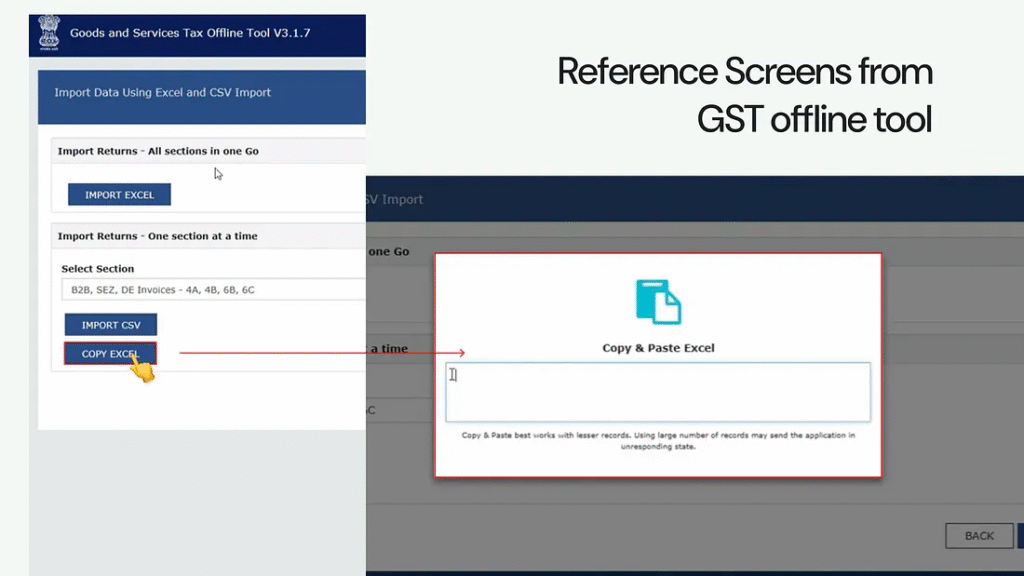 Goods and Services Tax Offline Tool V3.1.7
Import Data Using Excel and CSV Import
Import Returns - All sections in one Go
IMPORT EXCEL
Import Returns - One section at a time
Select Section
B2B, SEZ, DE Invoices - 4A, 4B, 6B, 6C
IMPORT CSV
COPY EXCEL
Reference Screens from
GST offline tool
SV Import
one Go
a time
6C
Copy & Paste Excel
Copy & Paste best works with lesser records. Using large number of records may send the application in
unresponding state.
BACK